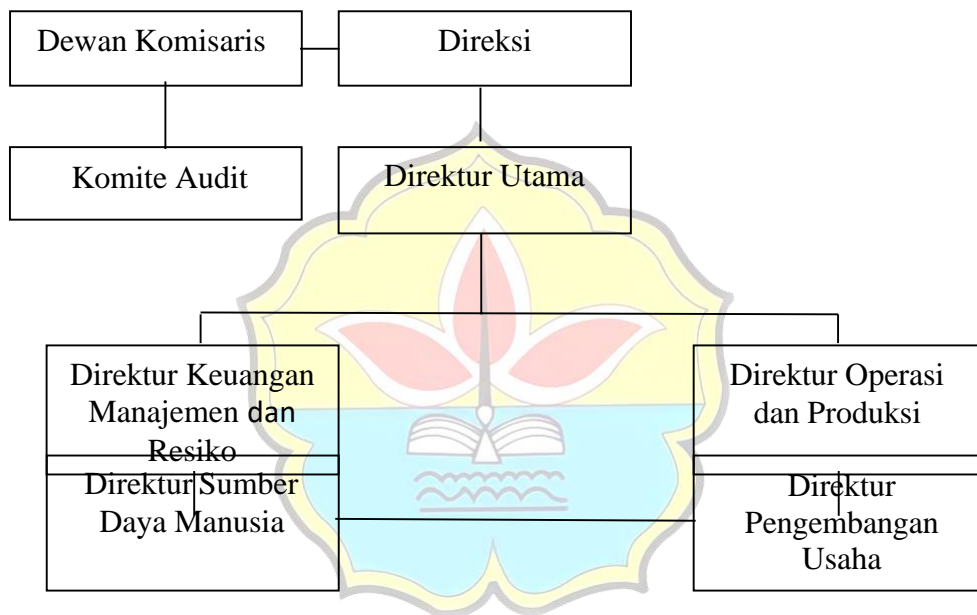 Dewan Komisaris
Direksi
Komite Audit
Direktur Utama
Direktur Keuangan
Manajemen dan
Resiko
Direktur Operasi
dan Produksi
Direktur Sumber
Daya Manusia
Direktur
Pengembangan
Usaha